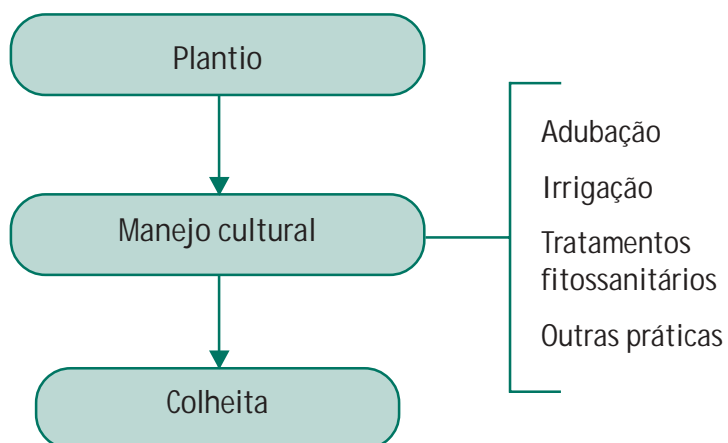 Plantio
Manejo cultural
Colheita
Adubação
Irrigação
Tratamentos
fitossanitários
Outras práticas